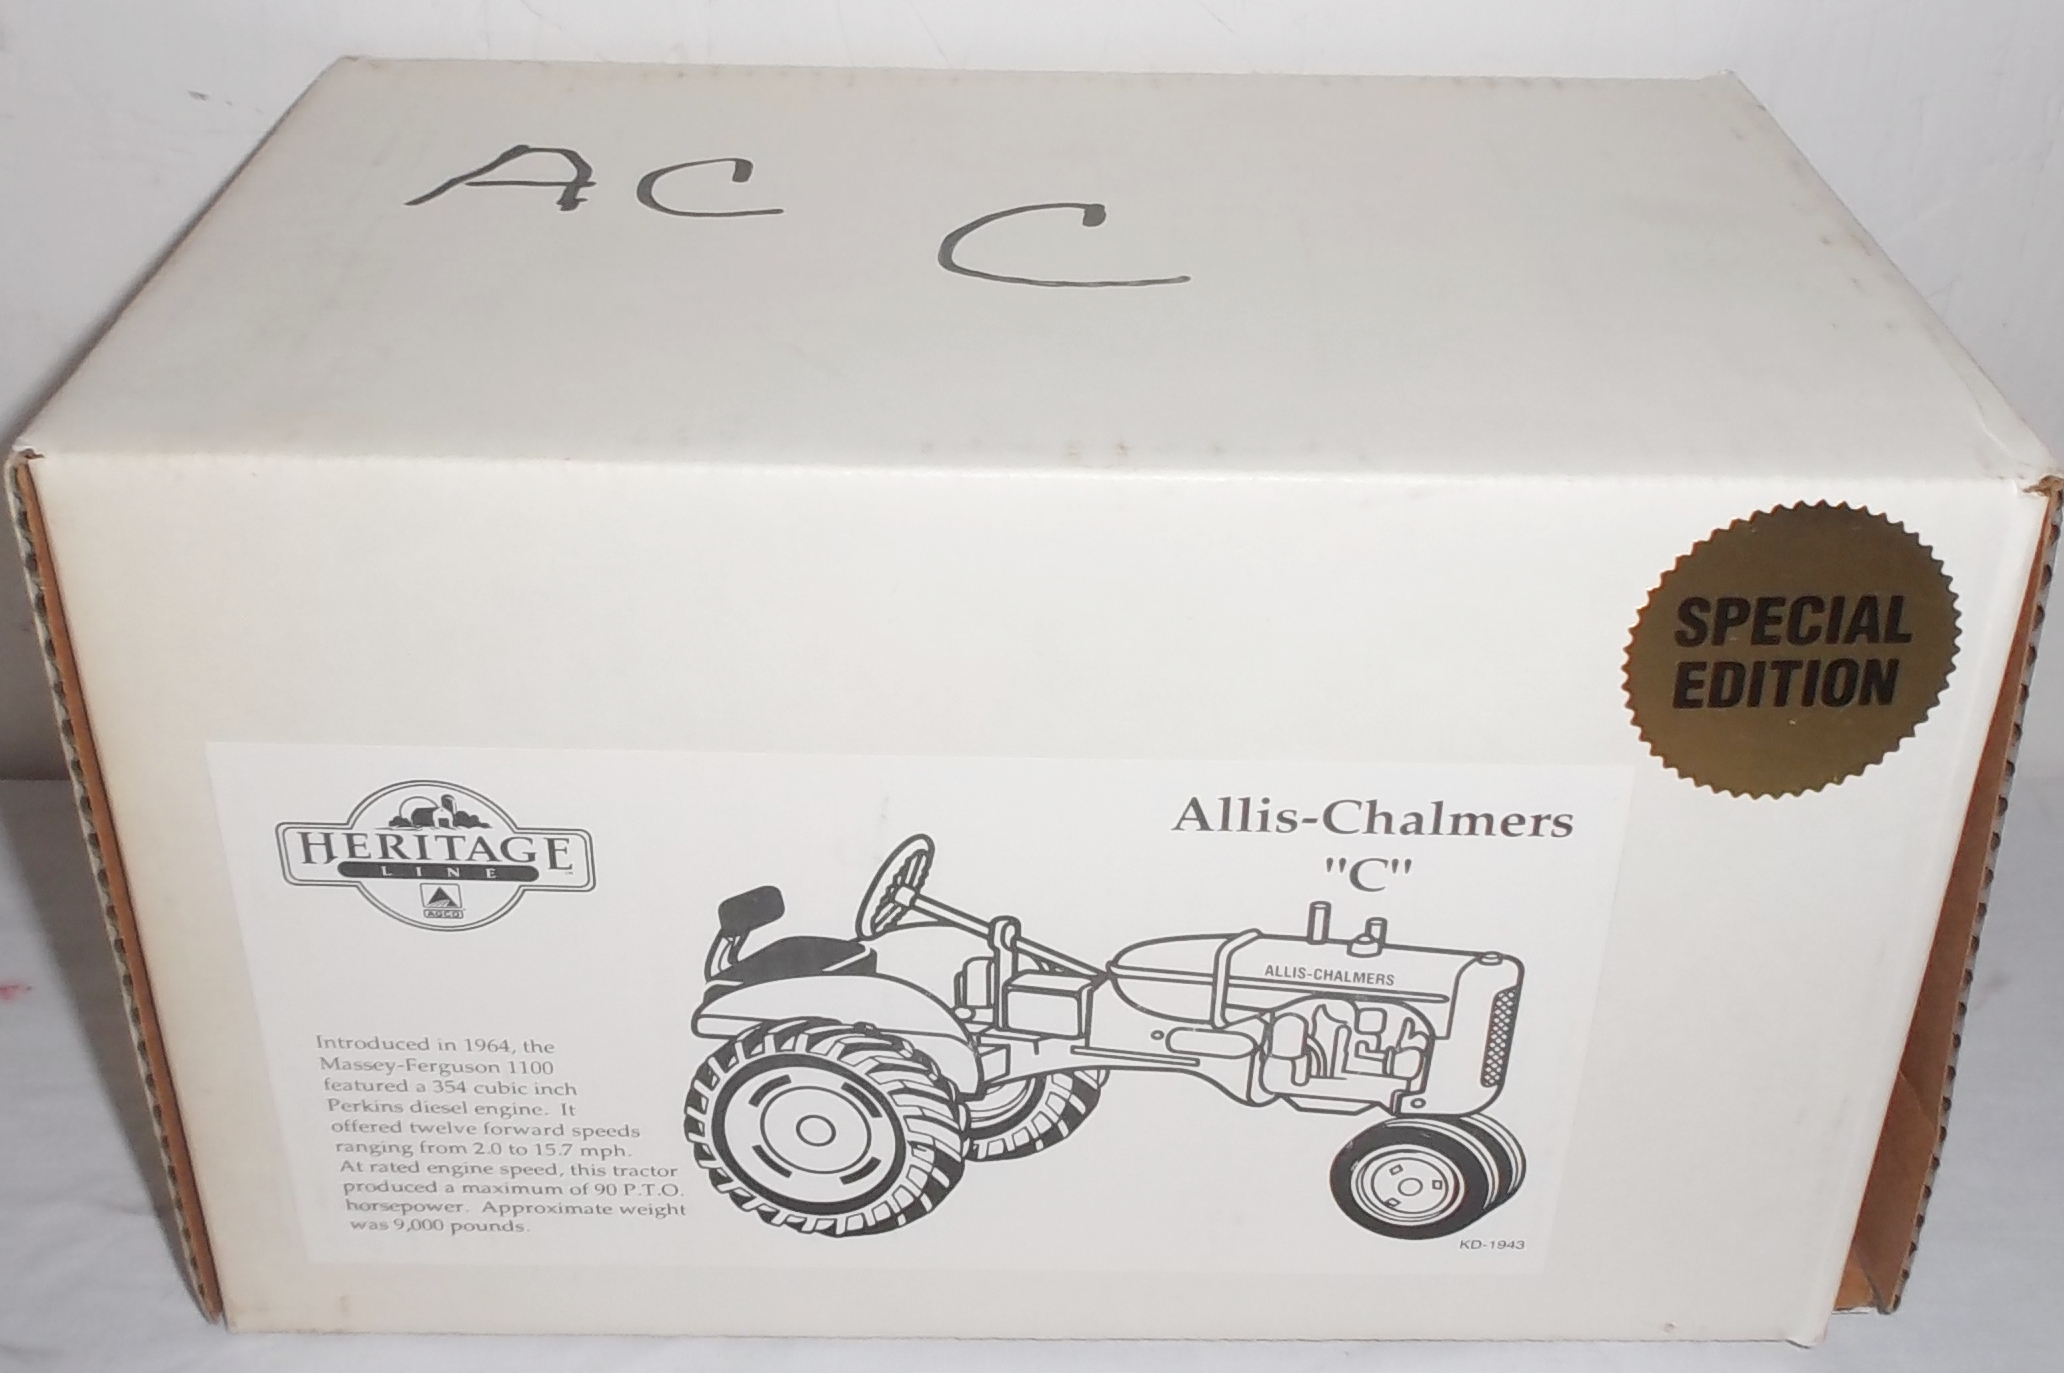 AC
C
SPECIAL
EDITION
HERITAGE
LINE
AGCO
Allis-Chalmers
"C"
ALLIS-CHALMERS
Introduced in 1964, the
Massey-Ferguson 1100
featured a 354 cubic inch
Perkins diesel engine. It
offered twelve forward speeds
ranging from 2.0 to 15.7 mph.
At rated engine speed, this tractor
produced a maximum of 90 P.T.O.
horsepower. Approximate weight
was 9,000 pounds.
KD-1943